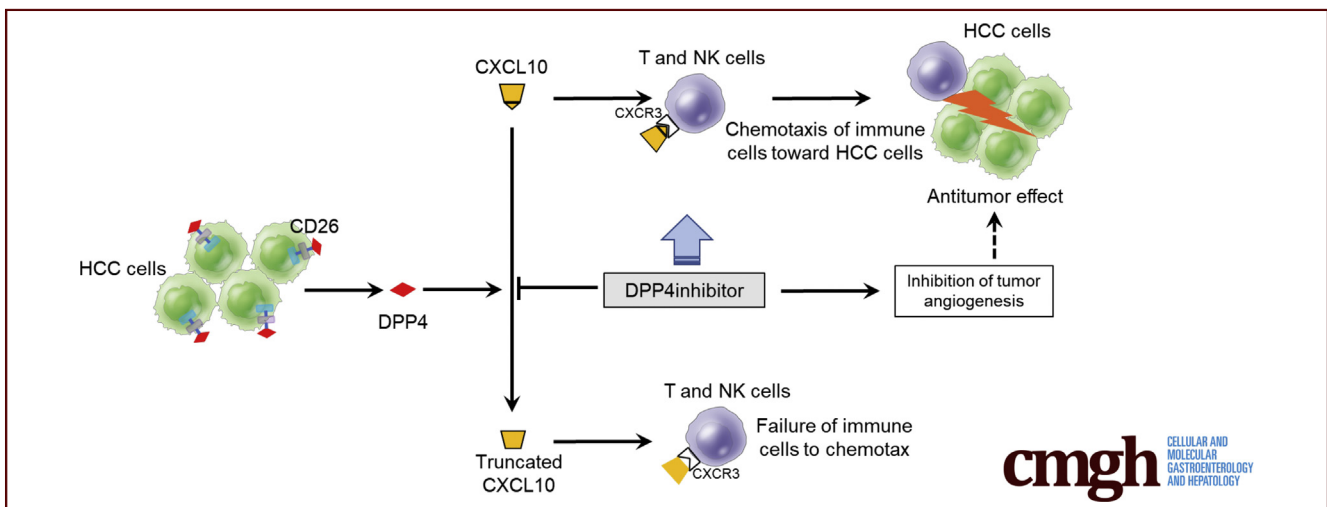 HCC cells
T and NK cells
CXCL10
CXCR3
Chemotaxis of immune
cells toward HCC cells
Antitumor effect
CD26
HCC cells
DPP4
DPP4inhibitor
Inhibition of tumor
angiogenesis
T and NK cells
Failure of immune
cells to chemotax
CXCR3
Truncated
CXCL10
cmgh
CELLULAR AND
MOLECULAR
GASTROENTEROLOGY
AND HEPATOLOGY